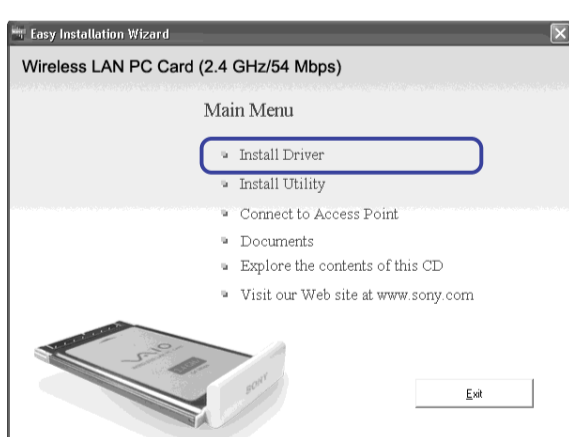 Easy Installation Wizard
Wireless LAN PC Card (2.4 GHz/54 Mbps)
Main Menu
Install Driver
Install Utility
Connect to Access Point
Documents
Explore the contents of this CD
Visit our Web site at www.sony.com
VAIO
SONY
Exit